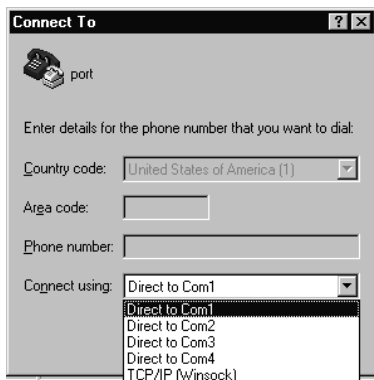 Connect To
port
Enter details for the phone number that you want to dial:
Country code: United States of America (1)
Area code:
Phone number:
Connect using: Direct to Com1
Direct to Com1
Direct to Com2
Direct to Com3
Direct to Com4
TCP/IP (Winsock)